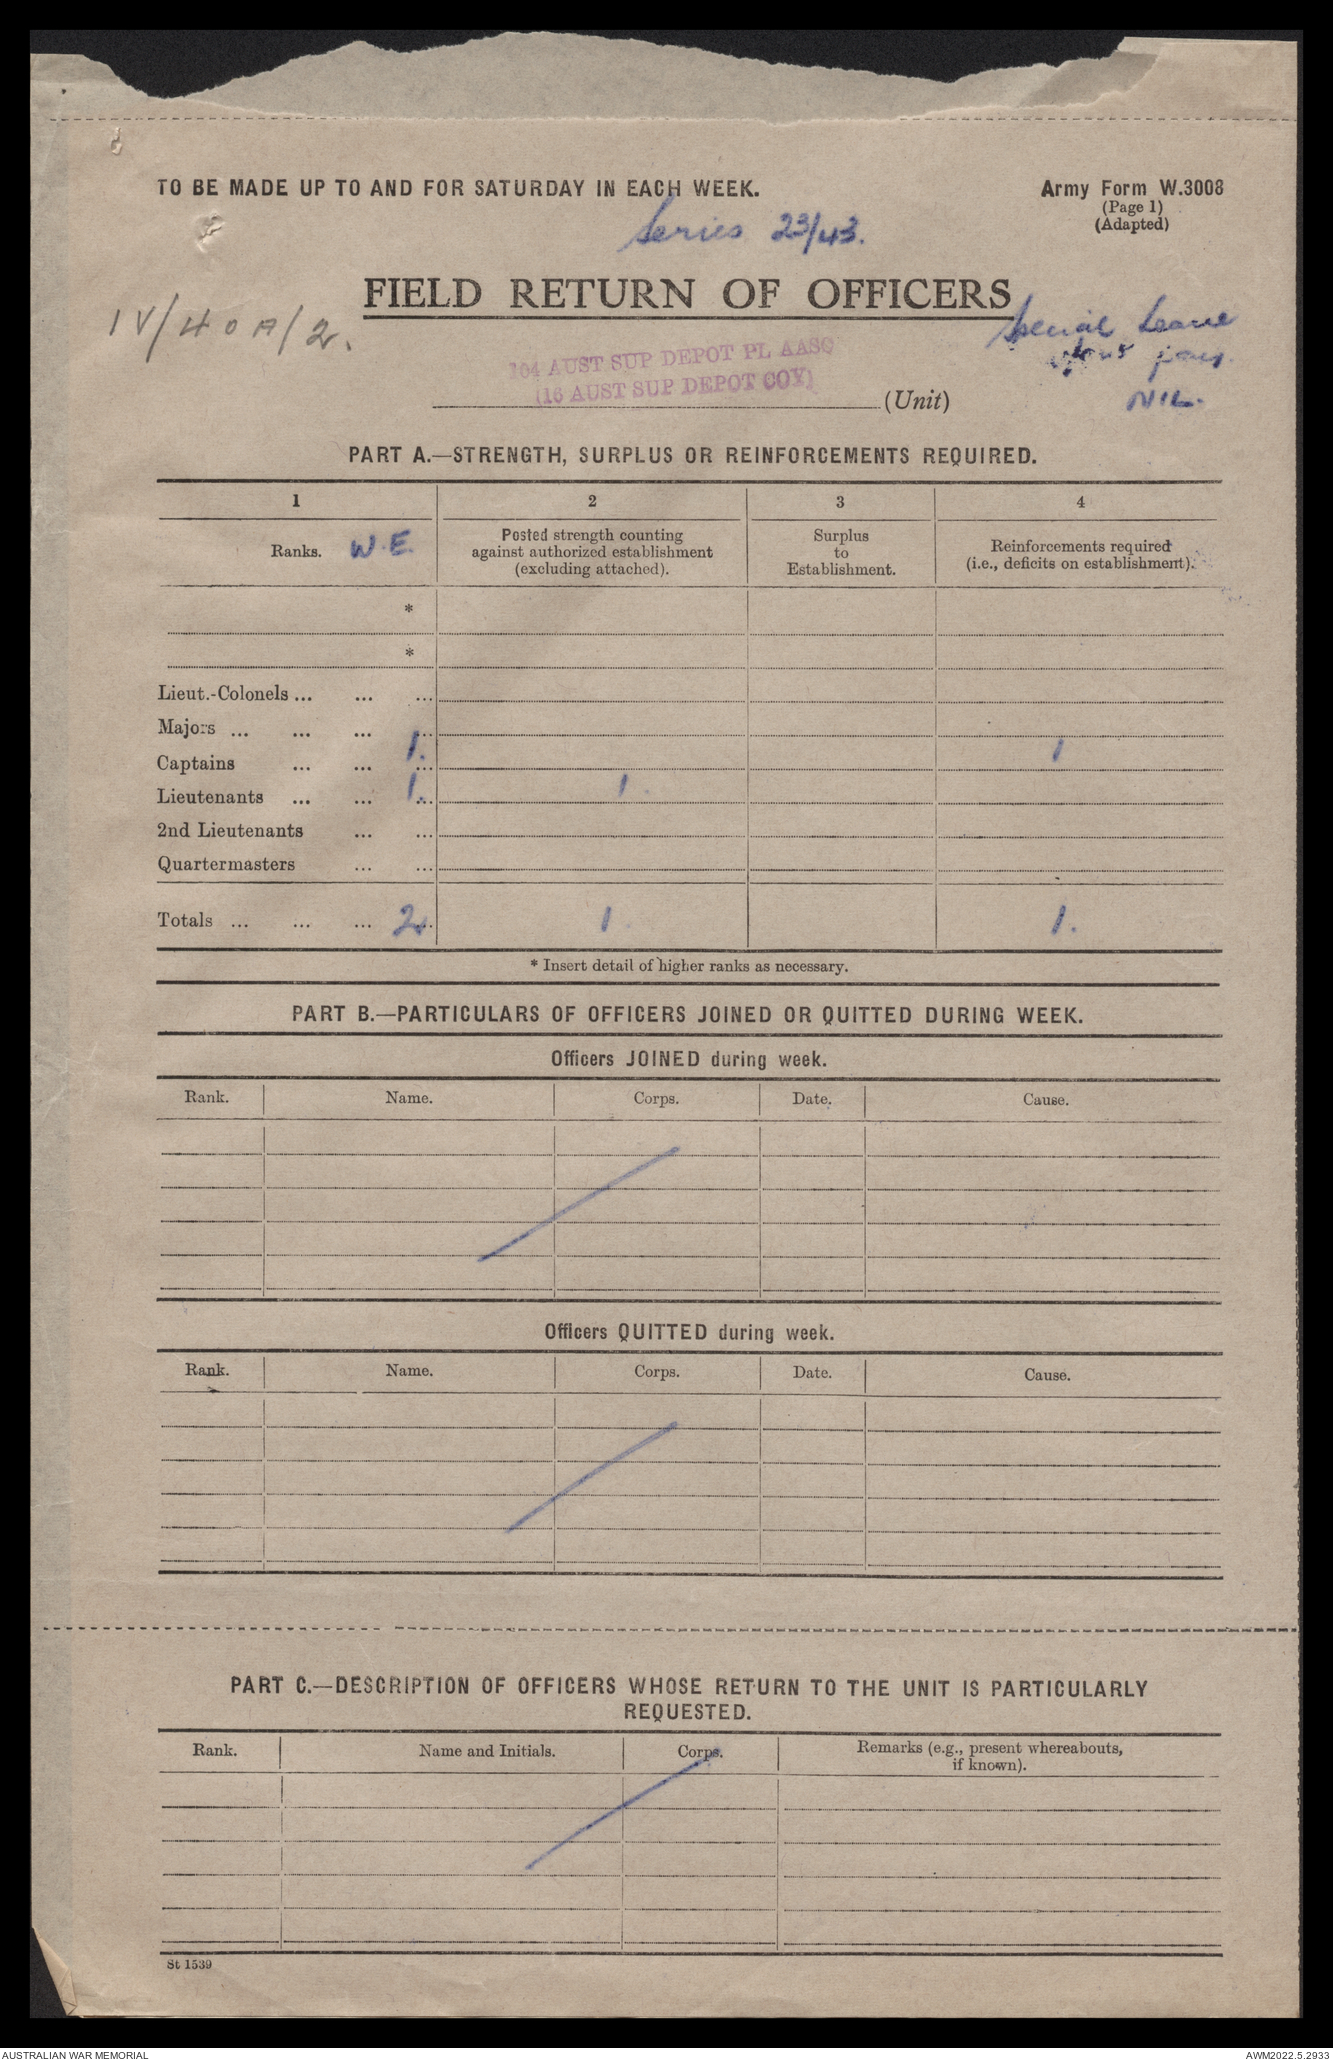 TO BE MADE UP TO AND FOR SATURDAY IN EACH WEEK.
Army Form W.3008
(Page 1)
(Adapted)
Series 23/43.
FIELD RETURN OF OFFICERS
IV/40A/2.
Special Leave
NIL.
104 AUST SUP DEPOT PL AASC
(16 AUST SUP DEPOT COY)
(Unit)
PART A.—STRENGTH, SURPLUS OR REINFORCEMENTS REQUIRED.
1 2 3 4
Ranks. W.E.
Posted strength counting
against authorized establishment
(excluding attached).
Surplus
to
Establishment.
Reinforcements required
(i.e., deficits on establishment).
*
*
Lieut.-Colonels ... ... ...
Majors ... ... ... ...
Captains ... ... ... 1. 1
Lieutenants ... ... ... 1. 1.
2nd Lieutenants ... ...
Quartermasters ... ...
Totals ... ... ... 2. 1. 1.
* Insert detail of higher ranks as necessary.
PART B.—PARTICULARS OF OFFICERS JOINED OR QUITTED DURING WEEK.
Officers JOINED during week.
Rank. Name. Corps. Date. Cause.
Officers QUITTED during week.
Rank. Name. Corps. Date. Cause.
PART C.—DESCRIPTION OF OFFICERS WHOSE RETURN TO THE UNIT IS PARTICULARLY
REQUESTED.
Rank. Name and Initials. Corps. Remarks (e.g., present whereabouts,
if known).
St 1539
AUSTRALIAN WAR MEMORIAL
AWM2022.5.2933